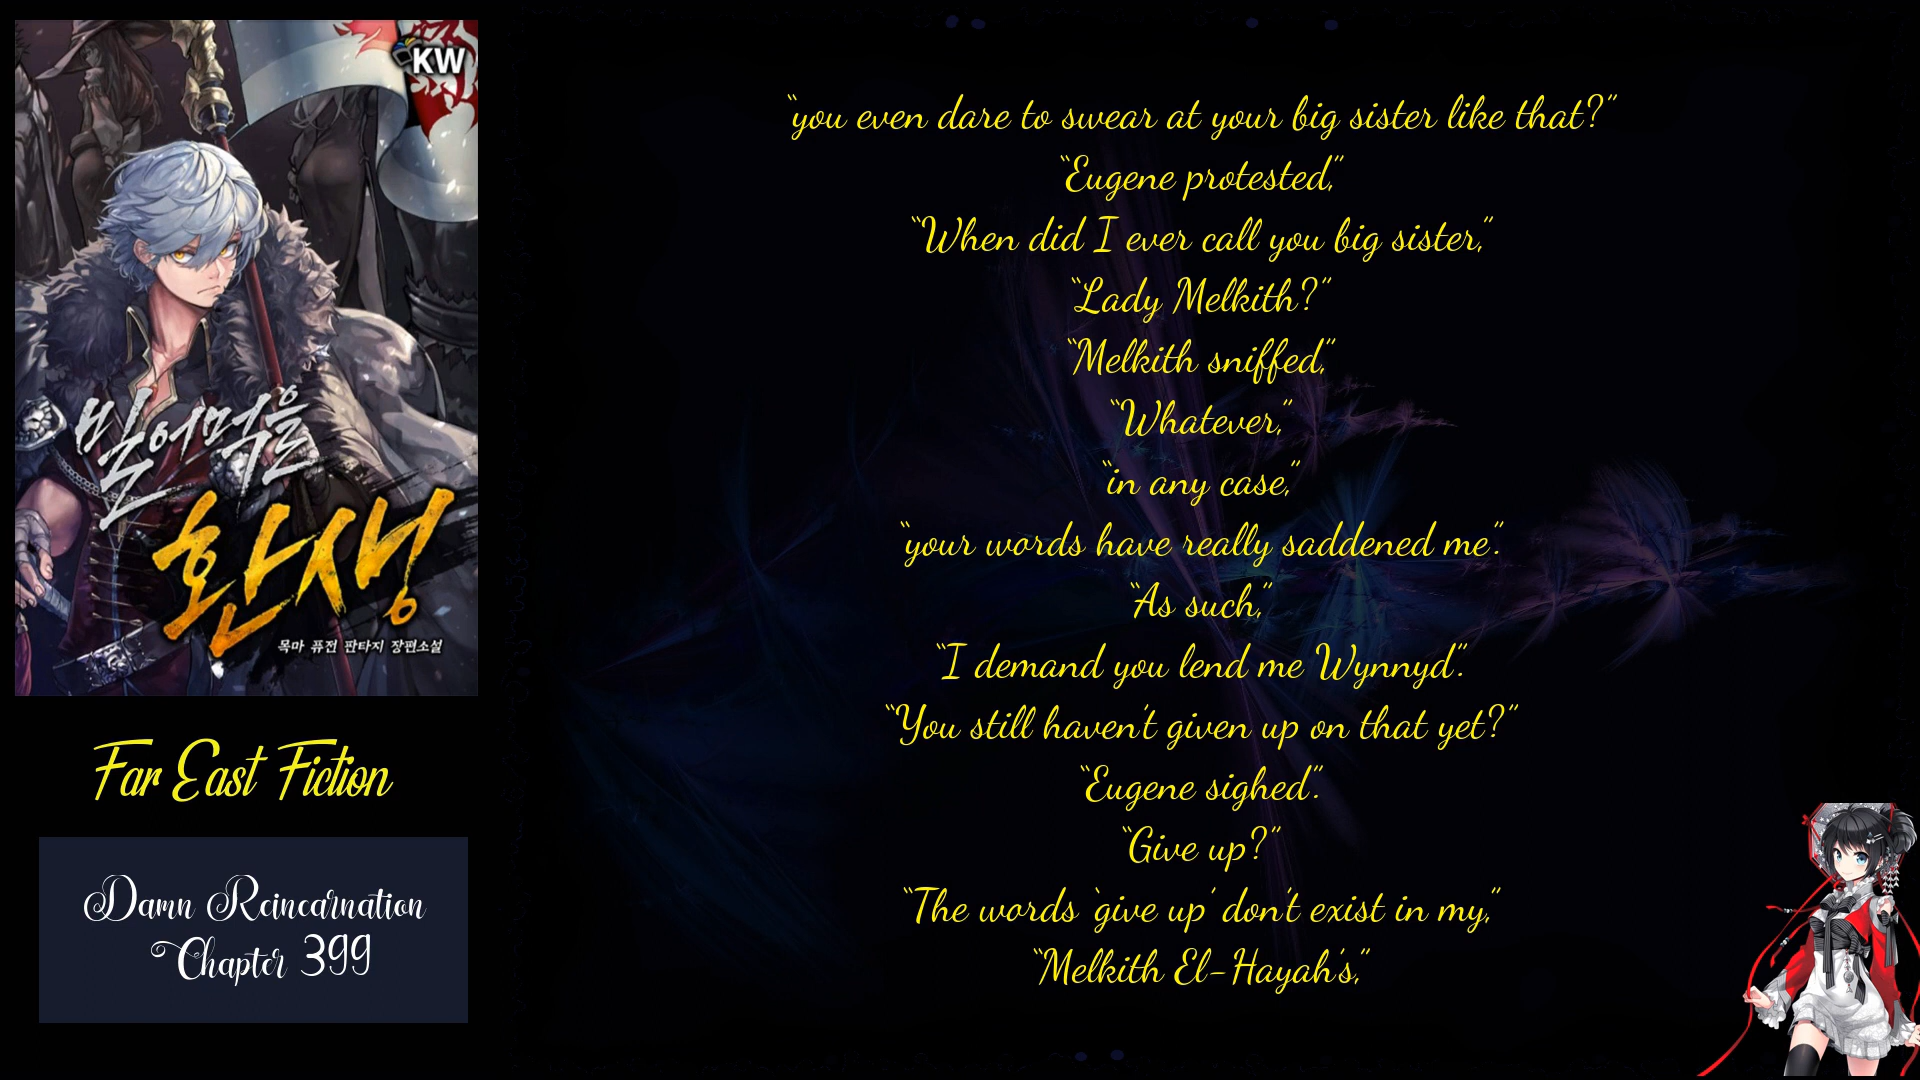 KW
빌어먹을
환생
목마 퓨전 판타지 장편소설
Far East Fiction
Damn Reincarnation
Chapter 399
“you even dare to swear at your big sister like that?”
“Eugene protested,”
“When did I ever call you big sister,”
“Lady Melkith?”
“Melkith sniffed,”
“Whatever,”
“in any case,”
“your words have really saddened me”.
“As such,”
“I demand you lend me Wynnyd”.
“You still haven't given up on that yet?”
“Eugene sighed”.
“Give up?”
“The words ‘give up’ don't exist in my,”
“Melkith El-Hayah's,”